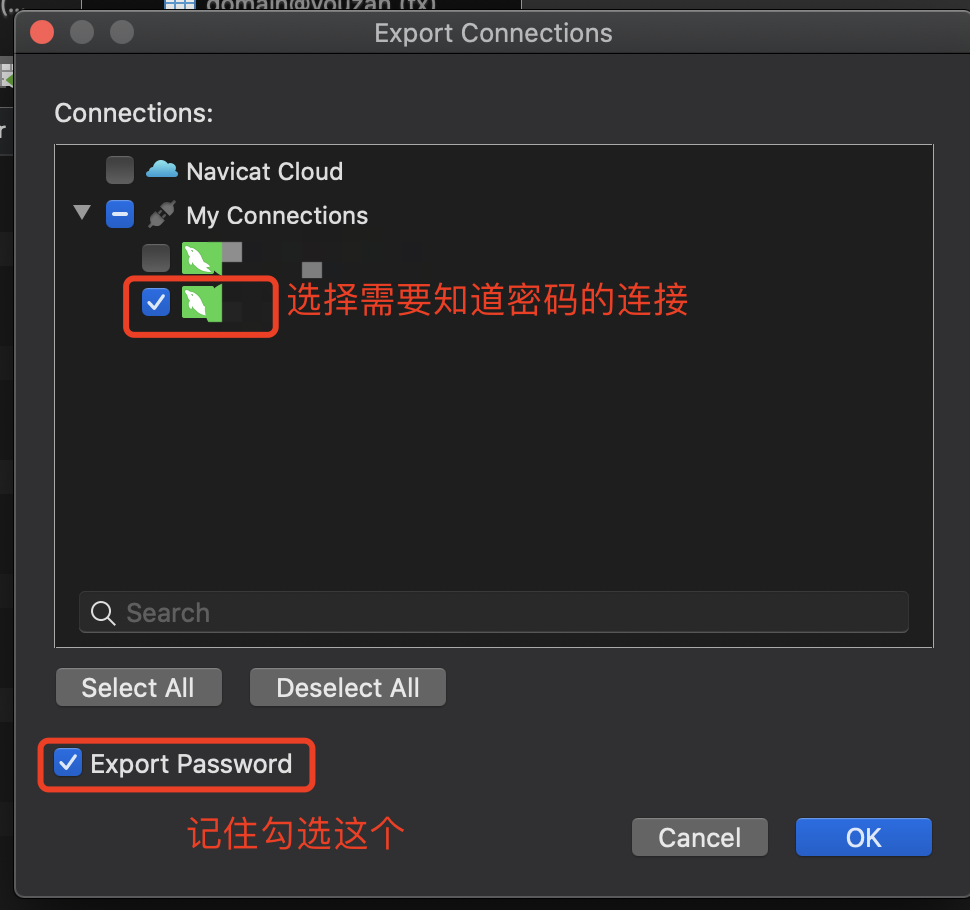 domain@youzan (fx)
Export Connections
Connections:
Navicat Cloud
My Connections
选择需要知道密码的连接
Search
Select All
Deselect All
Export Password
记住勾选这个
Cancel
OK